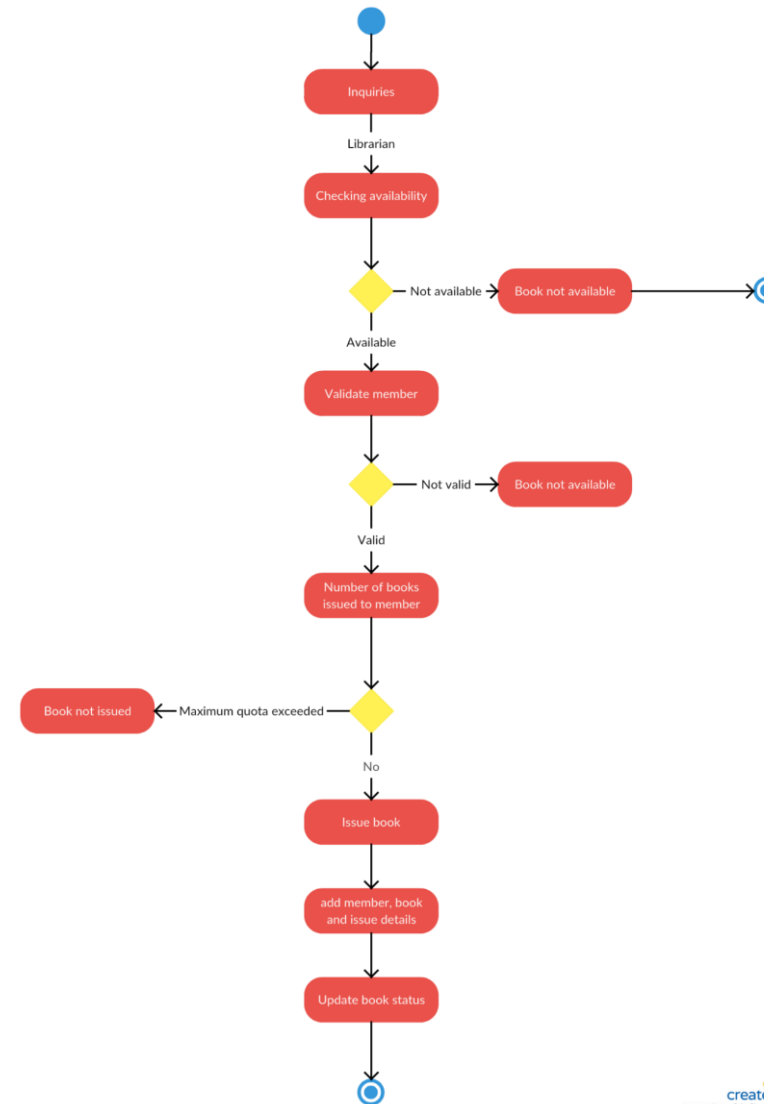 Inquiries
Librarian
Checking availability
Not available
Book not available
Available
Validate member
Not valid
Book not available
Valid
Number of books
issued to member
Book not issued
Maximum quota exceeded
No
Issue book
add member, book
and issue details
Update book status
create